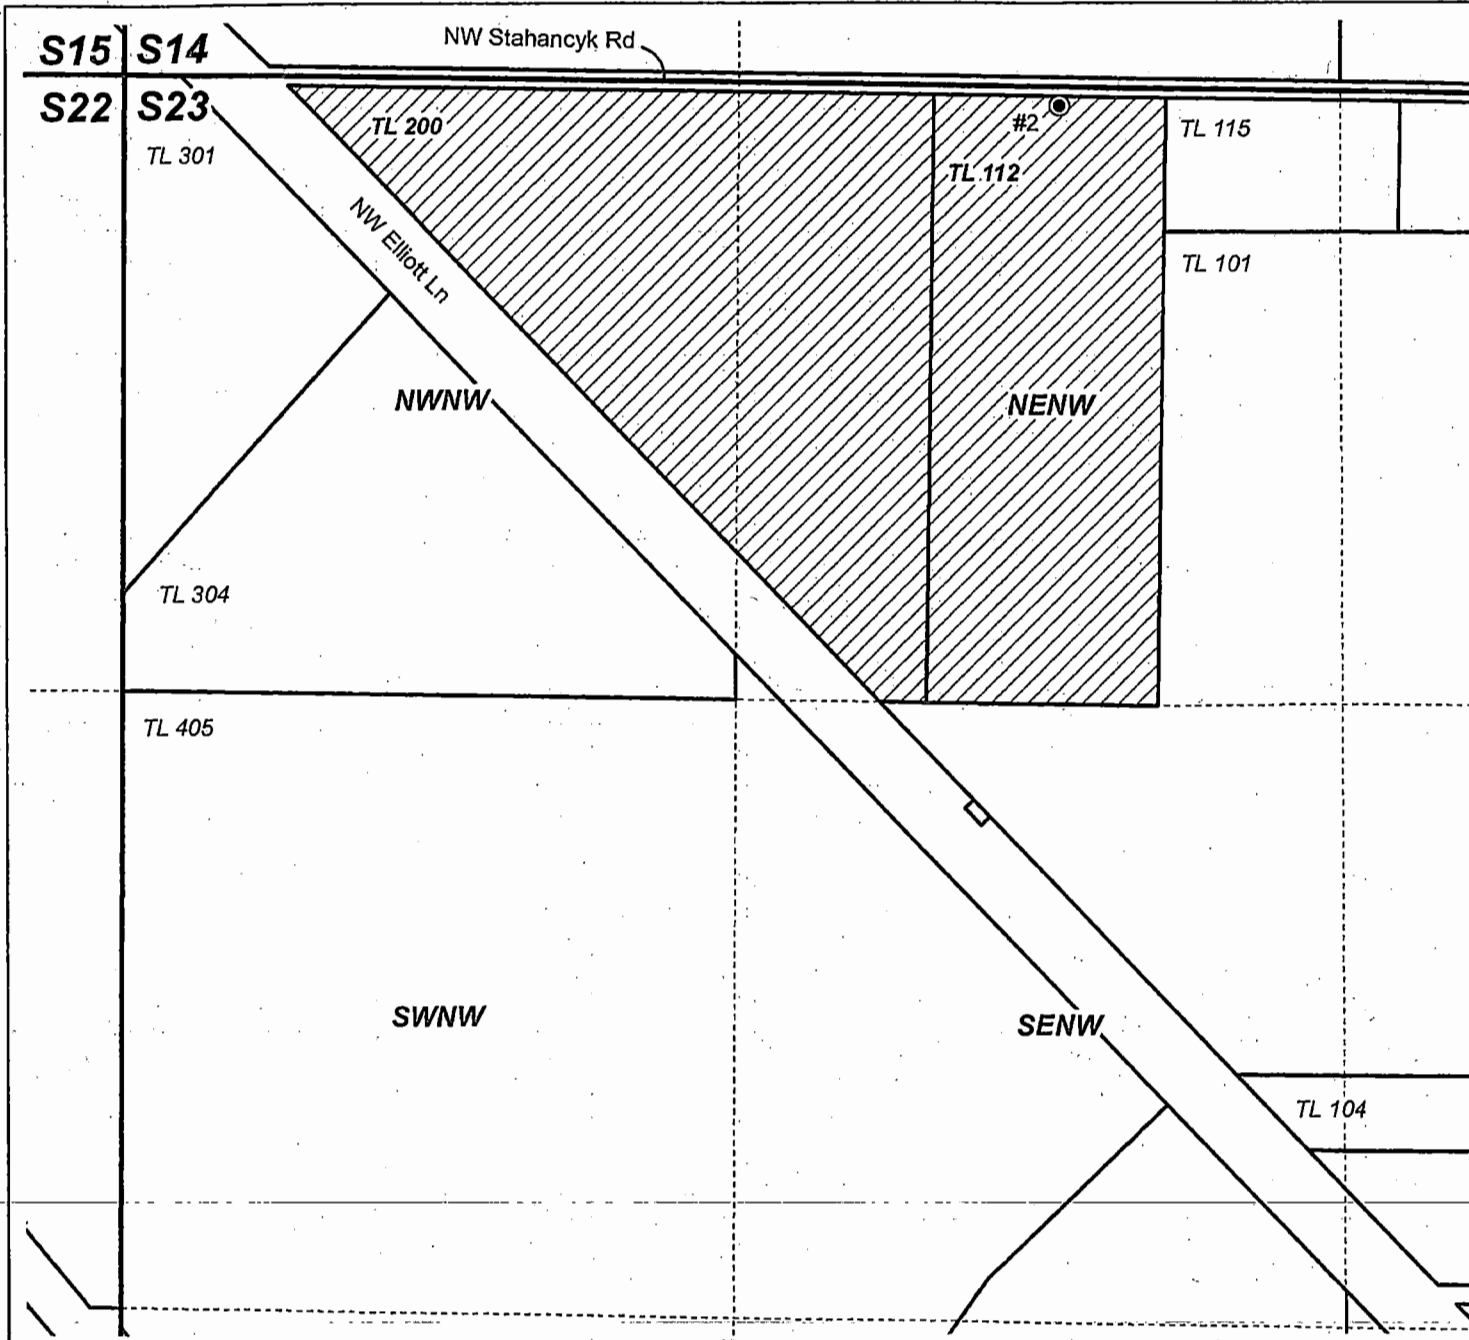 S15 S14
NW Stahancyk Rd
S22 S23
TL 200
#2
TL 115
TL 301
TL 112
NW Elliott Ln
TL 101
NWNW
NENW
TL 304
TL 405
SWNW
SENW
TL 104